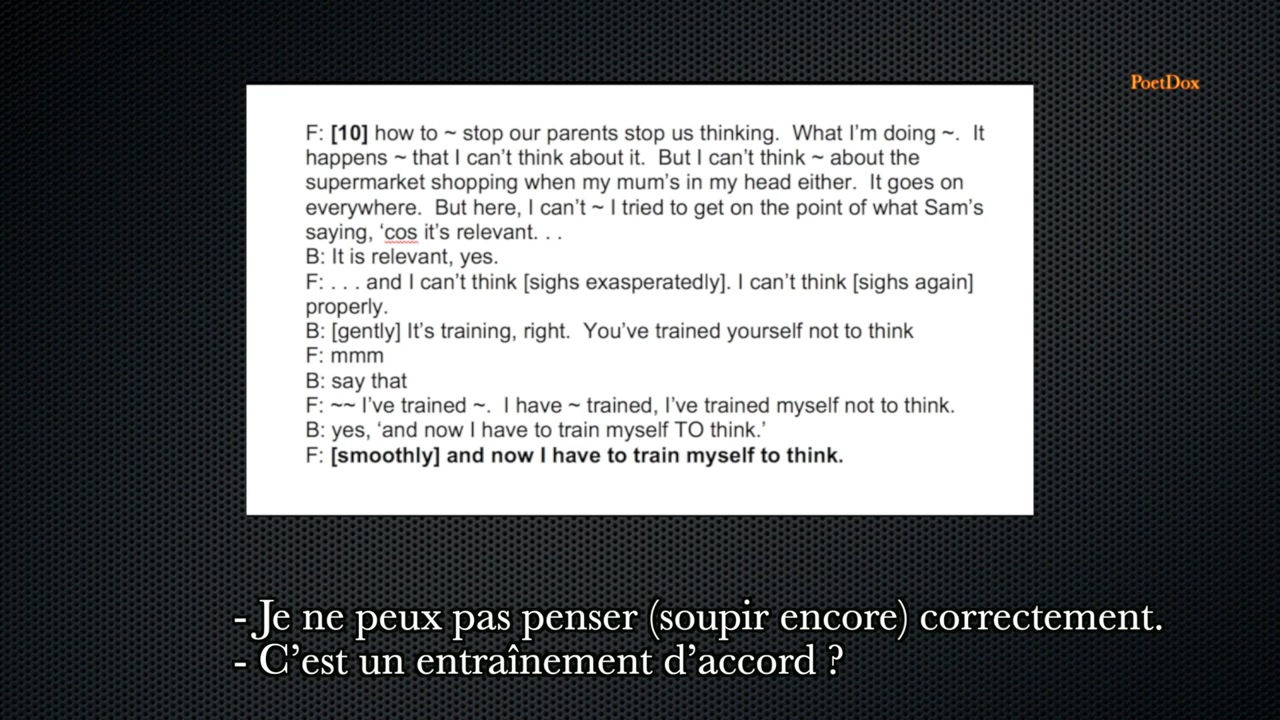 PoetDox
F: [10] how to ~ stop our parents stop us thinking. What I'm doing ~. It
happens ~ that I can't think about it. But I can't think ~ about the
supermarket shopping when my mum's in my head either. It goes on
everywhere. But here, I can't ~ I tried to get on the point of what Sam's
saying, ‘cos it's relevant. . .
B: It is relevant, yes.
F: . . . and I can't think [sighs exasperatedly]. I can't think [sighs again]
properly.
B: [gently] It's training, right. You've trained yourself not to think
F: mmm
B: say that
F: ~~ I've trained ~. I have ~ trained, I've trained myself not to think.
B: yes, ‘and now I have to train myself TO think.’
F: [smoothly] and now I have to train myself to think.
- Je ne peux pas penser (soupir encore) correctement.
- C’est un entraînement d’accord ?